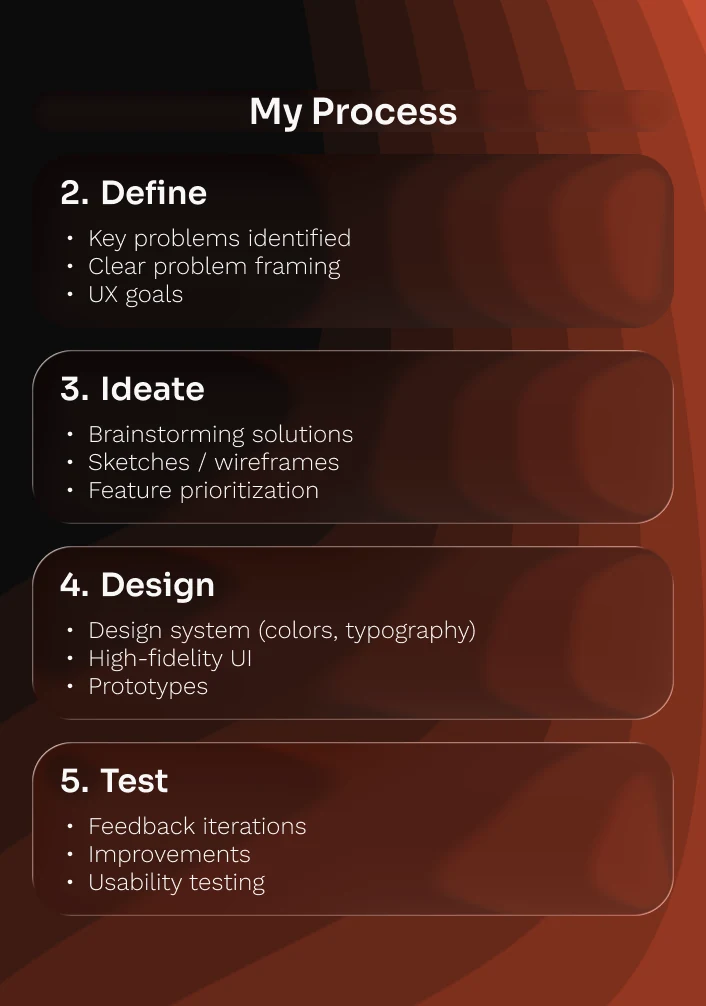 My Process
2. Define
• Key problems identified
• Clear problem framing
• UX goals
3. Ideate
• Brainstorming solutions
• Sketches / wireframes
• Feature prioritization
4. Design
• Design system (colors, typography)
• High-fidelity UI
• Prototypes
5. Test
• Feedback iterations
• Improvements
• Usability testing